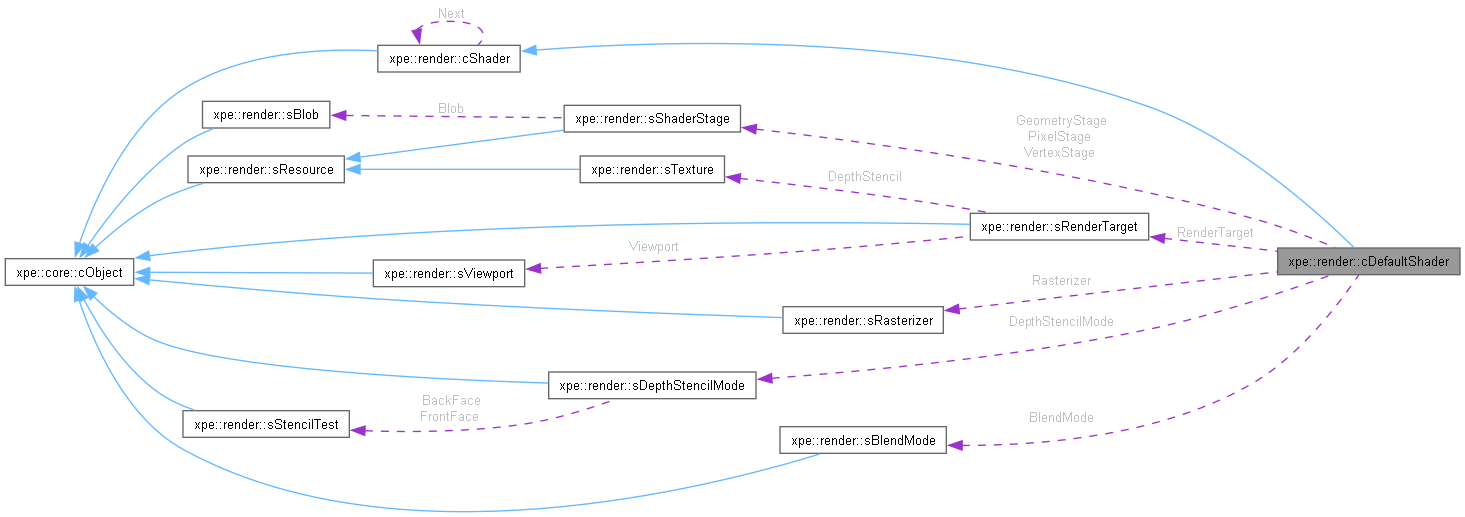 Next
xpe::render::cShader
xpe::render::sBlob
Blob
xpe::render::sShaderStage
GeometryStage
PixelStage
VertexStage
xpe::render::sResource
xpe::render::sTexture
DepthStencil
xpe::render::sRenderTarget
RenderTarget
Viewport
xpe::core::cObject
xpe::render::sViewport
xpe::render::cDefaultShader
Rasterizer
xpe::render::sRasterizer
DepthStencilMode
xpe::render::sDepthStencilMode
BackFace
FrontFace
xpe::render::sStencilTest
BlendMode
xpe::render::sBlendMode